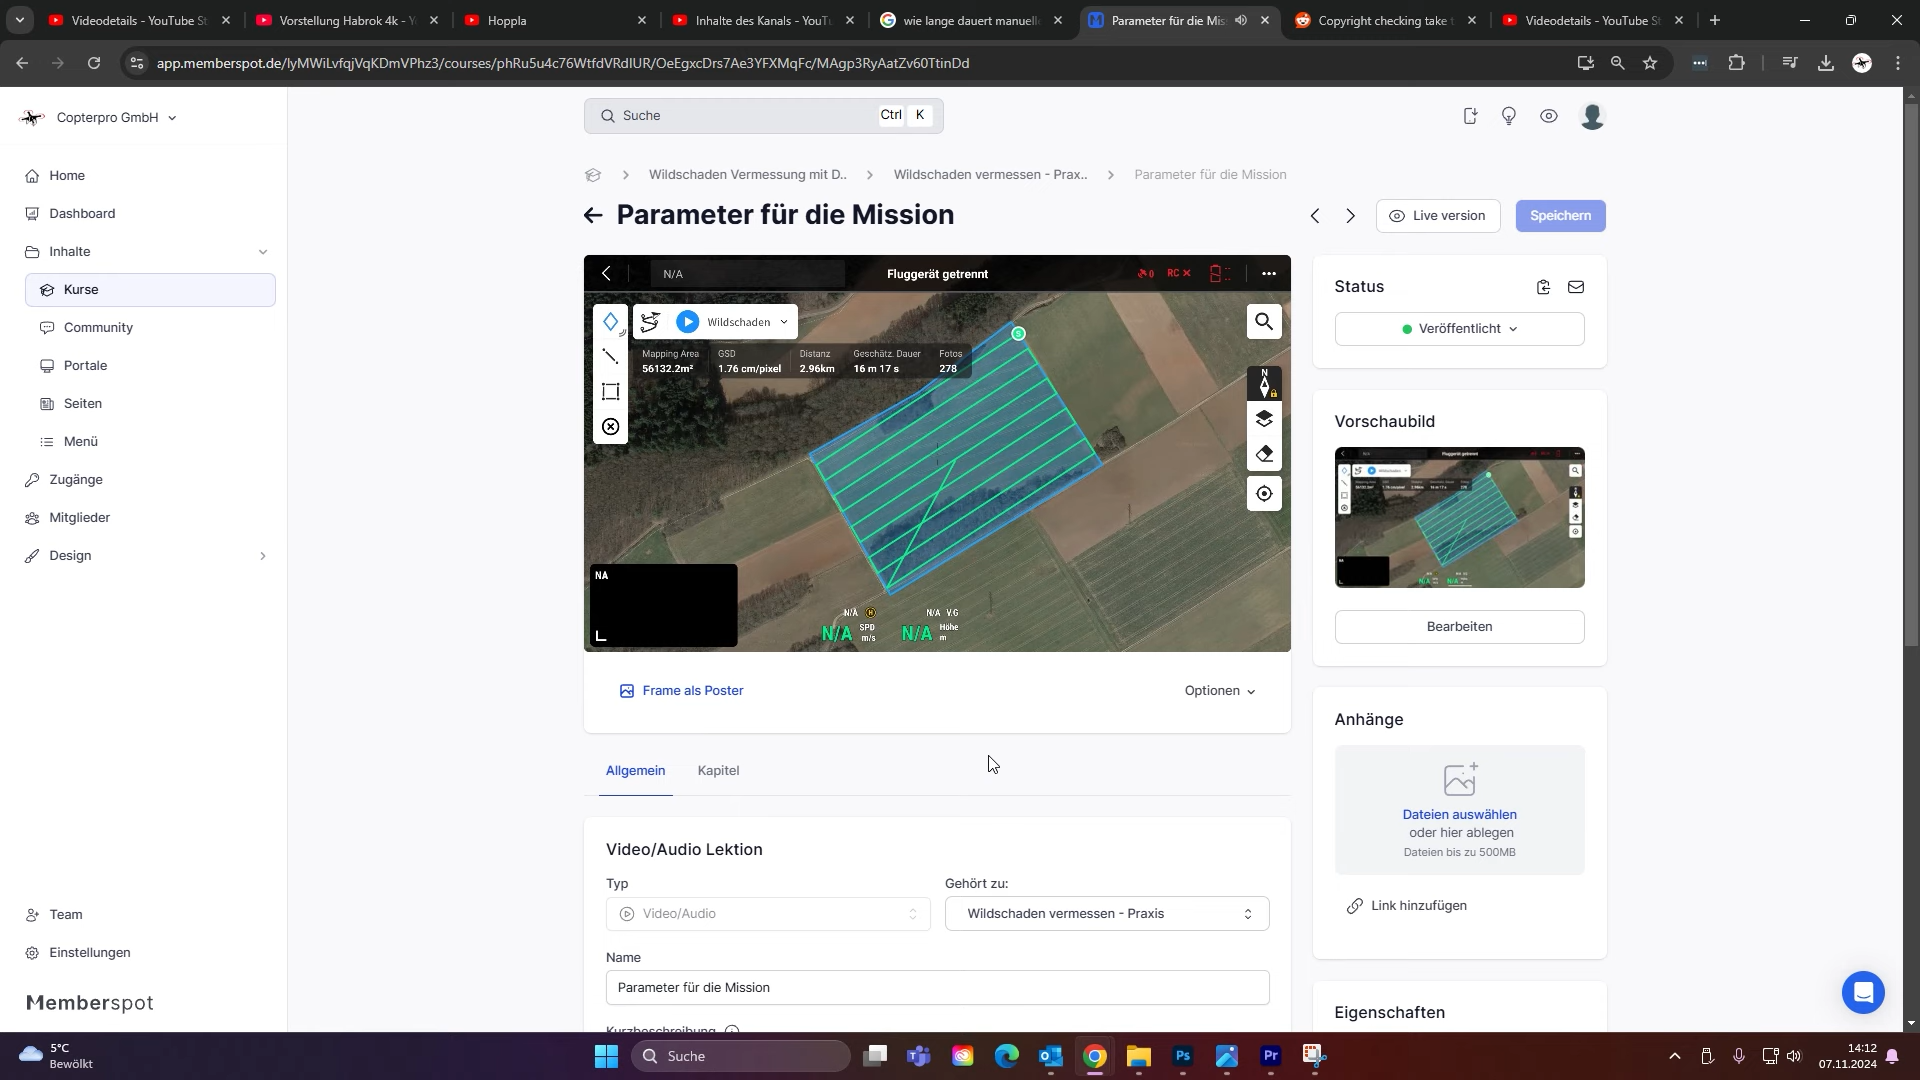 Videodetails - YouTube St
Vorstellung Habrok 4k - Y
Hoppla
Inhalte des Kanals - YouTu
wie lange dauert manuell
Parameter für die Mis
Copyright checking take t
Videodetails - YouTube St
app.memberspot.de/lyMWiLvfqjVqKDmVPhz3/courses/phRu5u4c76WtfdVRdIUR/OeEgxcDrs7Ae3YFXMqFc/MAgp3RyAatZv60TtinDd
Copterpro GmbH
Suche
Ctrl K
Home
Dashboard
Inhalte
Kurse
Community
Portale
Seiten
Menü
Zugänge
Mitglieder
Design
Team
Einstellungen
Memberspot
Wildschaden Vermessung mit D..
Wildschaden vermessen - Prax..
Parameter für die Mission
Parameter für die Mission
Live version
Speichern
N/A
Fluggerät getrennt
0
RC
Wildschaden
Mapping Area GSD Distanz Geschätz. Dauer Fotos
56132.2m² 1.76 cm/pixel 2.96km 16 m 17 s 278
S
N
NA
N/A H
N/A V.G
N/A SPD m/s
N/A Höhe m
Frame als Poster
Optionen
Allgemein
Kapitel
Video/Audio Lektion
Typ
Gehört zu:
Video/Audio
Wildschaden vermessen - Praxis
Name
Parameter für die Mission
Kurzbeschreibung
Status
Veröffentlicht
Vorschaubild
Fluggerät getrennt
Wildschaden
Bearbeiten
Anhänge
Dateien auswählen
oder hier ablegen
Dateien bis zu 500MB
Link hinzufügen
Eigenschaften
5°C
Bewölkt
Suche
Ps
Pr
14:12
07.11.2024